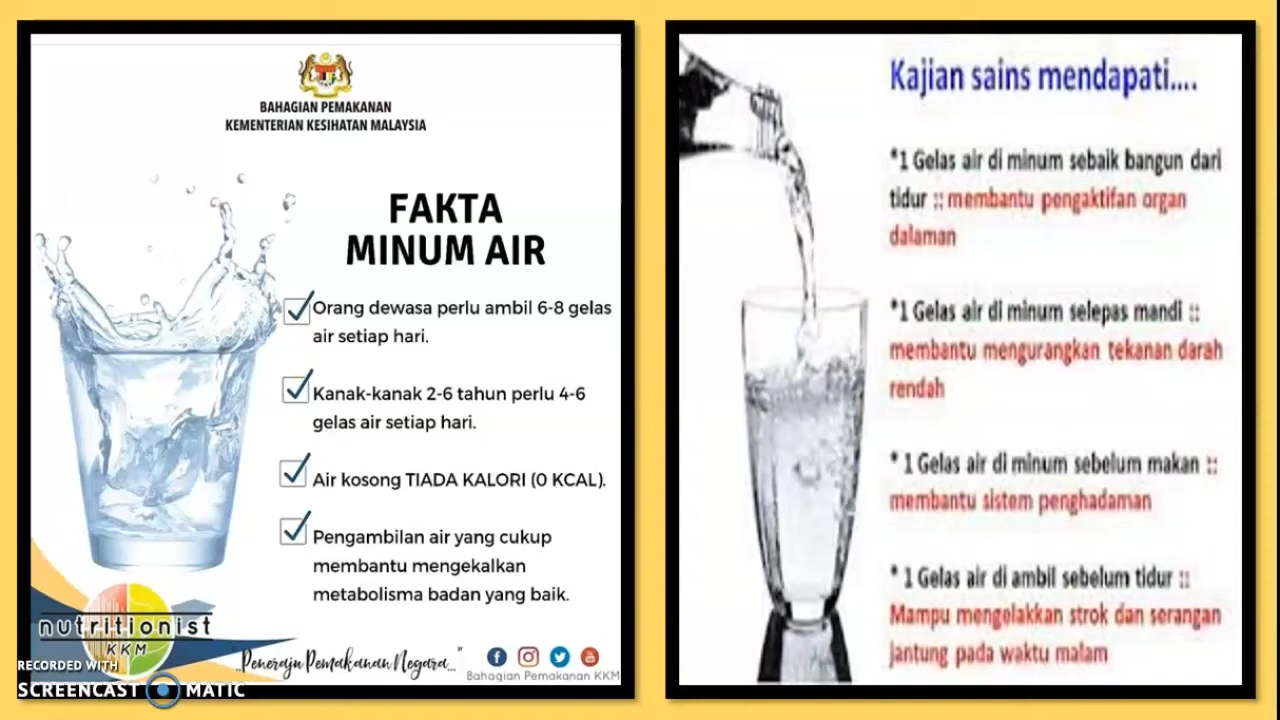 BAHAGIAN PEMAKANAN
KEMENTERIAN KESIHATAN MALAYSIA
FAKTA
MINUM AIR
Orang dewasa perlu ambil 6-8 gelas
air setiap hari.
Kanak-kanak 2-6 tahun perlu 4-6
gelas air setiap hari.
Air kosong TIADA KALORI (0 KCAL).
Pengambilan air yang cukup
membantu mengekalkan
metabolisma badan yang baik.
nutritionist
KKM
"..Peneraju Pemakanan Negara..."
Bahagian Pemakanan KKM
RECORDED WITH
SCREENCAST MATIC
Kajian sains mendapati....
*1 Gelas air di minum sebaik bangun dari
tidur :: membantu pengaktifan organ
dalaman
*1 Gelas air di minum selepas mandi ::
membantu mengurangkan tekanan darah
rendah
* 1 Gelas air di minum sebelum makan ::
membantu sistem penghadaman
* 1 Gelas air di ambil sebelum tidur ::
Mampu mengelakkan strok dan serangan
jantung pada waktu malam